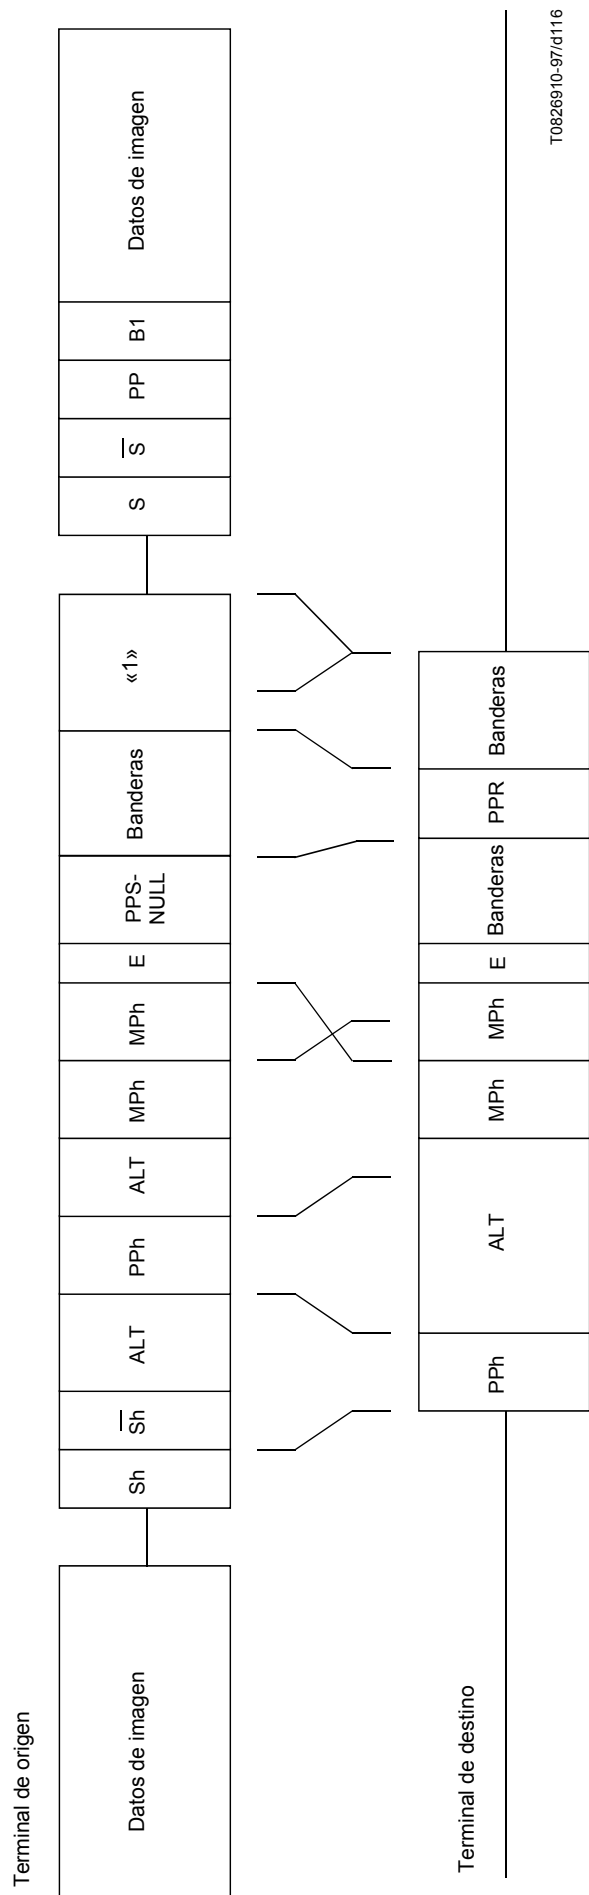 Terminal de origen
Datos de imagen
Sh
S̅h
ALT
PPh
ALT
MPh
MPh
E
PPS-
NULL
Banderas
«1»
S
S̅
PP
B1
Datos de imagen
Terminal de destino
PPh
ALT
MPh
MPh
E
Banderas
PPR
Banderas
T0826910-97/d116